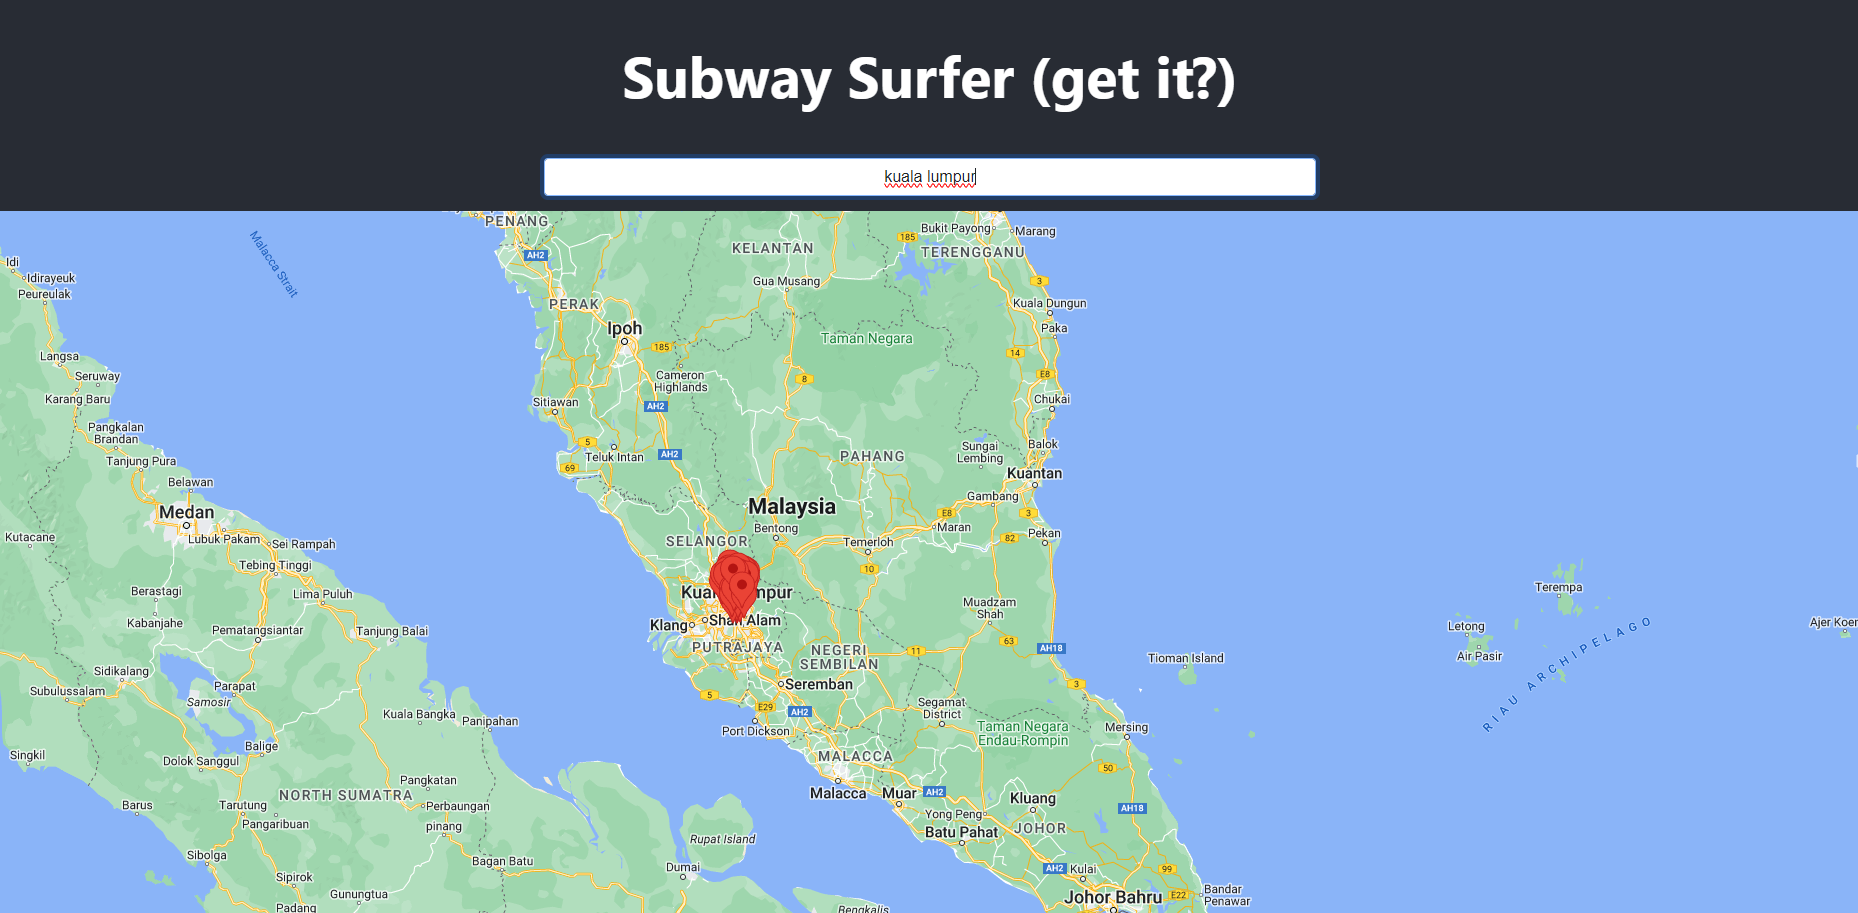 Subway Surfer (get it?)
kuala lumpur
PENANG
Malacca Strait
AH2
KELANTAN
185
Bukit Payong
Marang
TERENGGANU
Idi
Idirayeuk
Peureulak
Gua Musang
3
PERAK
Kuala Dungun
Ipoh
Paka
Taman Negara
185
14
Langsa
Seruway
Cameron
Highlands
8
E8
Karang Baru
Sitiawan
AH2
Chukai
Pangkalan
Brandan
5
Teluk Intan
AH2
Sungai
Lembing
Balok
Tanjung Pura
69
PAHANG
Kuantan
Belawan
Gambang
Medan
Malaysia
E8
3
Bentong
Maran
Pekan
Kutacane
Lubuk Pakam
Sei Rampah
SELANGOR
Temerloh
82
Tebing Tinggi
10
Berastagi
Lima Puluh
Terempa
Muadzam
Shah
Kabanjahe
Pematangsiantar
Tanjung Balai
Klang
Alam
Letong
Ajer Koer
RIAU ARCHIPELAGO
PUTRAJAYA
NEGERI
SEMBILAN
11
63
AH18
Air Pasir
Tioman Island
Sidikalang
Subulussalam
Parapat
Samosir
Seremban
5
E29
AH2
3
Kuala Bangka
Panipahan
Segamat
District
Port Dickson
Taman Negara
Endau-Rompin
Mersing
Singkil
Balige
Dolok Sanggul
MALACCA
50
Pangkatan
NORTH SUMATRA
Malacca
Muar
AH2
Kluang
AH18
Barus
Tarutung
Perbaungan
Pangaribuan
pinang
Yong Peng
Batu Pahat
JOHOR
Rupat Island
Sibolga
Bagan Batu
Dumai
AH2
Kulai
99
Sipirok
Gunungtua
E22
Bandar
Penawar
Johor Bahru
Padang
Bengkalis